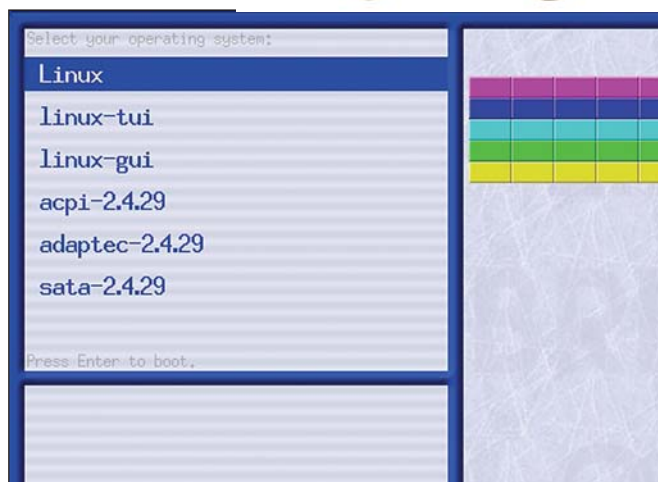 Select your operating system:
Linux
linux-tui
linux-gui
acpi-2.4.29
adaptec-2.4.29
sata-2.4.29
Press Enter to boot.